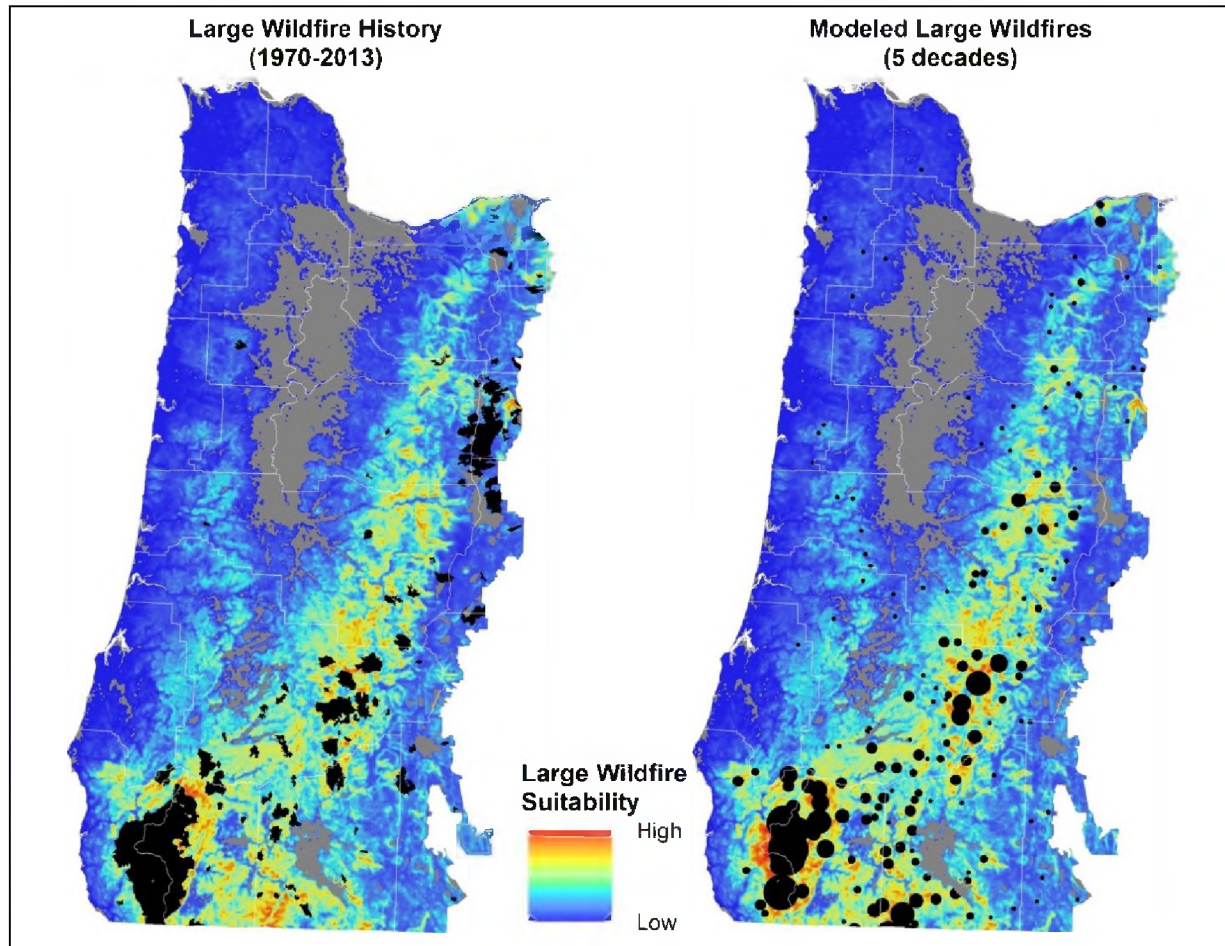 Large Wildfire History
(1970-2013)
Modeled Large Wildfires
(5 decades)
Large Wildfire
Suitability
High
Low